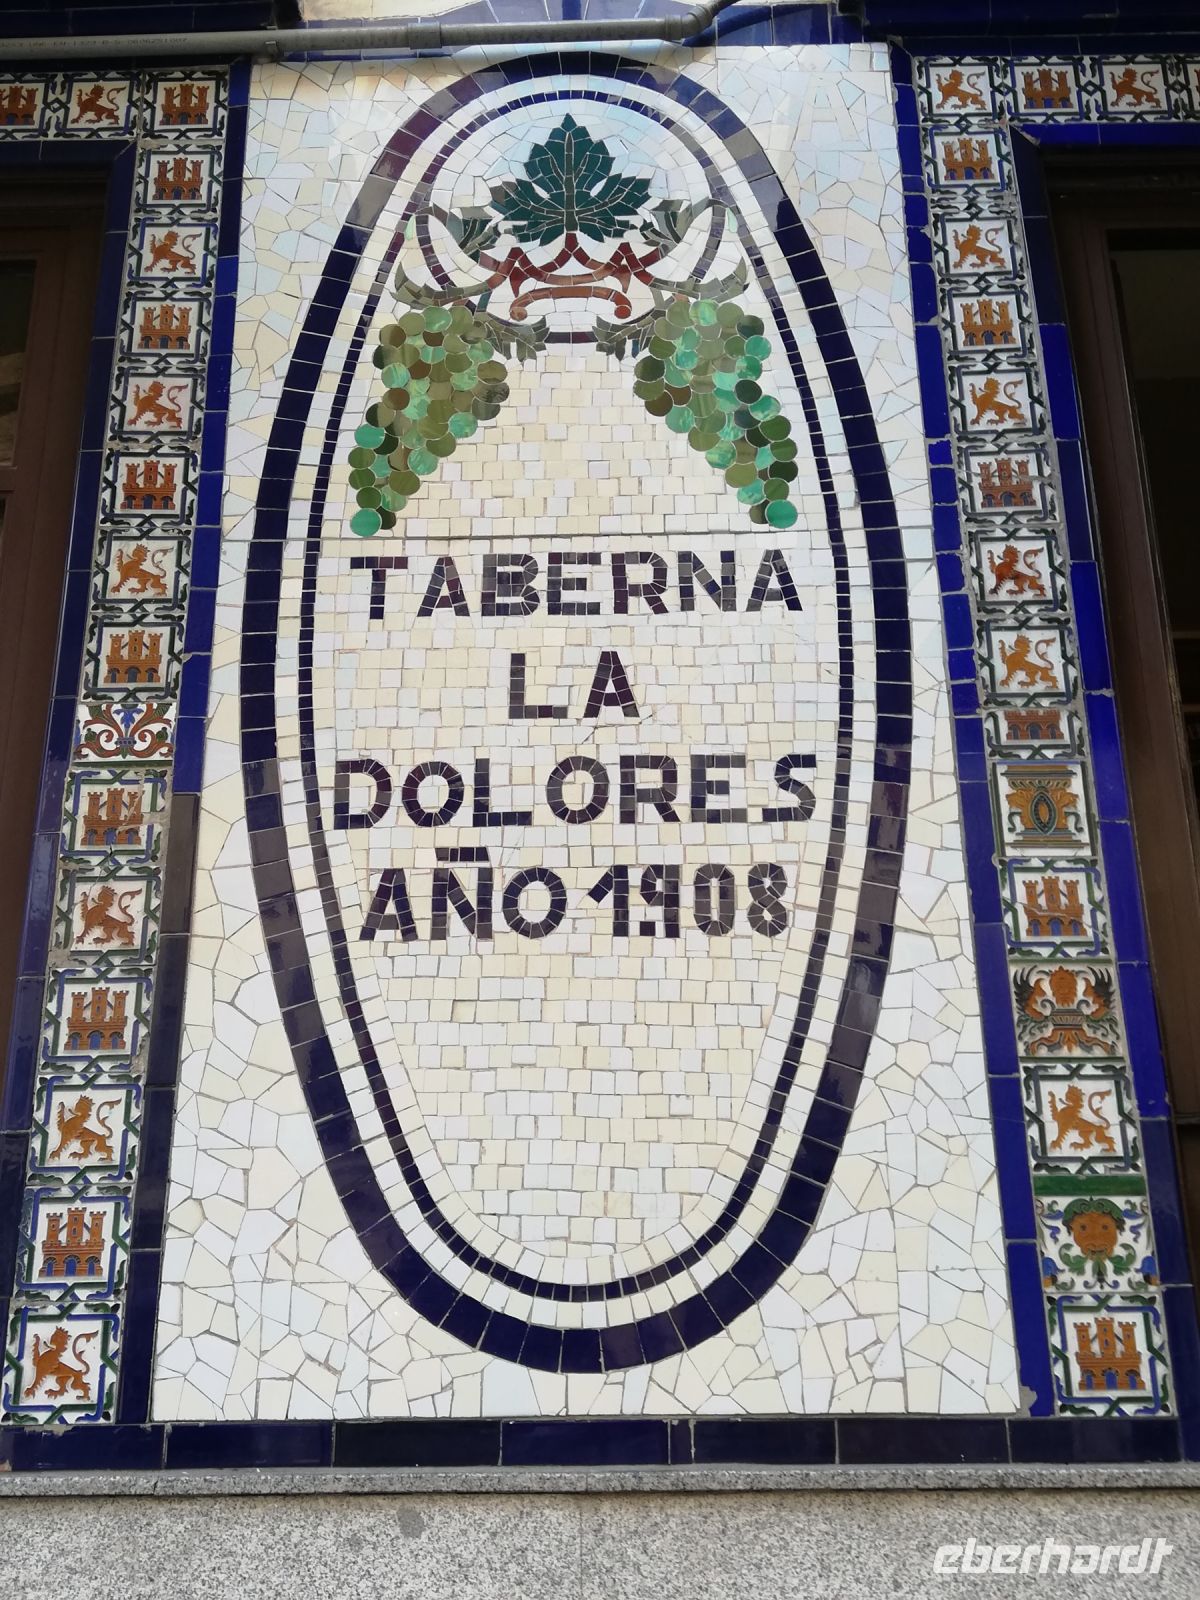 TABERNA
LA
DOLORES
AÑO 1908
eberhardt